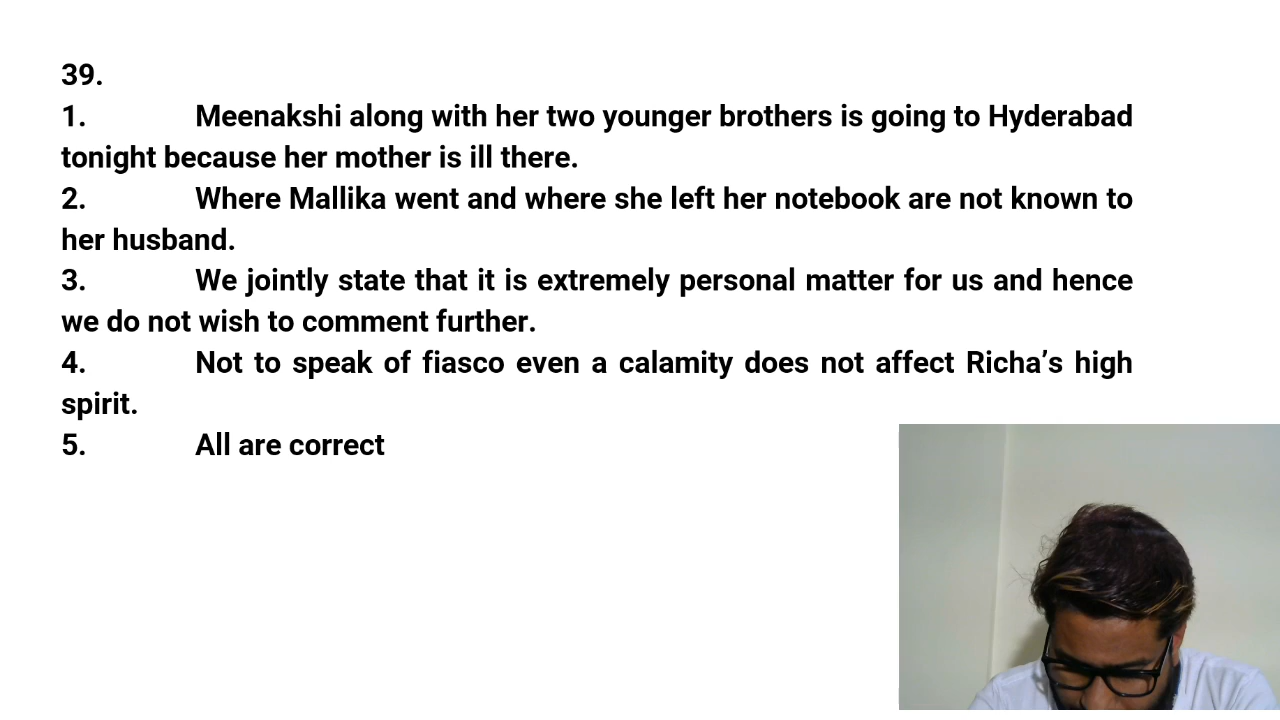 39.
1. Meenakshi along with her two younger brothers is going to Hyderabad
tonight because her mother is ill there.
2. Where Mallika went and where she left her notebook are not known to
her husband.
3. We jointly state that it is extremely personal matter for us and hence
we do not wish to comment further.
4. Not to speak of fiasco even a calamity does not affect Richa’s high
spirit.
5. All are correct